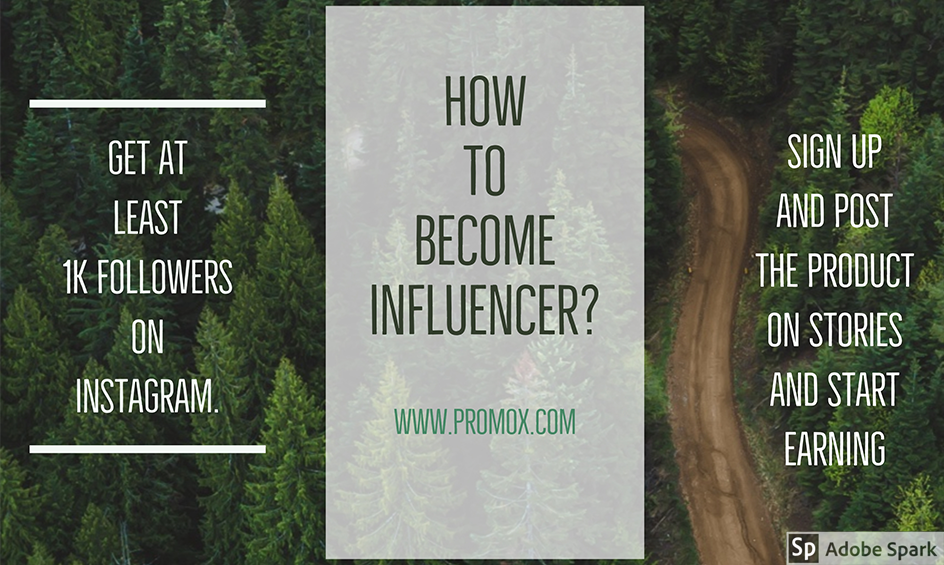 GET AT
LEAST
1K FOLLOWERS
ON
INSTAGRAM.
HOW
TO
BECOME
INFLUENCER?
WWW.PROMOX.COM
SIGN UP
AND POST
THE PRODUCT
ON STORIES
AND START
EARNING
Sp Adobe Spark